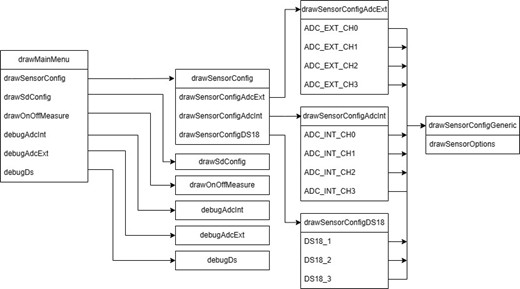 drawMainMenu
drawSensorConfig
drawSdConfig
drawOnOffMeasure
debugAdcInt
debugAdcExt
debugDs
drawSensorConfig
drawSensorConfigAdcExt
drawSensorConfigAdcInt
drawSensorConfigDS18
drawSdConfig
drawOnOffMeasure
debugAdcInt
debugAdcExt
debugDs
drawSensorConfigAdcExt
ADC_EXT_CH0
ADC_EXT_CH1
ADC_EXT_CH2
ADC_EXT_CH3
drawSensorConfigAdcInt
ADC_INT_CH0
ADC_INT_CH1
ADC_INT_CH2
ADC_INT_CH3
drawSensorConfigDS18
DS18_1
DS18_2
DS18_3
drawSensorConfigGeneric
drawSensorOptions